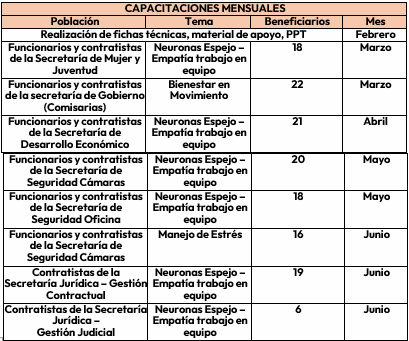 CAPACITACIONES MENSUALES
Población Tema Beneficiarios Mes
Realización de fichas técnicas, material de apoyo, PPT Febrero
Funcionarios y contratistas de la Secretaría de Mujer y Juventud Neuronas Espejo – Empatía trabajo en equipo 18 Marzo
Funcionarios y contratistas de la secretaría de Gobierno (Comisarias) Bienestar en Movimiento 22 Marzo
Funcionarios y contratistas de la Secretaría de Desarrollo Económico Neuronas Espejo – Empatía trabajo en equipo 21 Abril
Funcionarios y contratistas de la Secretaría de Seguridad Cámaras Neuronas Espejo – Empatía trabajo en equipo 20 Mayo
Funcionarios y contratistas de la Secretaría de Seguridad Oficina Neuronas Espejo – Empatía trabajo en equipo 18 Mayo
Funcionarios y contratistas de la Secretaría de Seguridad Cámaras Manejo de Estrés 16 Junio
Contratistas de la Secretaría Jurídica – Gestión Contractual Neuronas Espejo – Empatía trabajo en equipo 19 Junio
Contratistas de la Secretaría Jurídica – Gestión Judicial Neuronas Espejo – Empatía trabajo en equipo 6 Junio